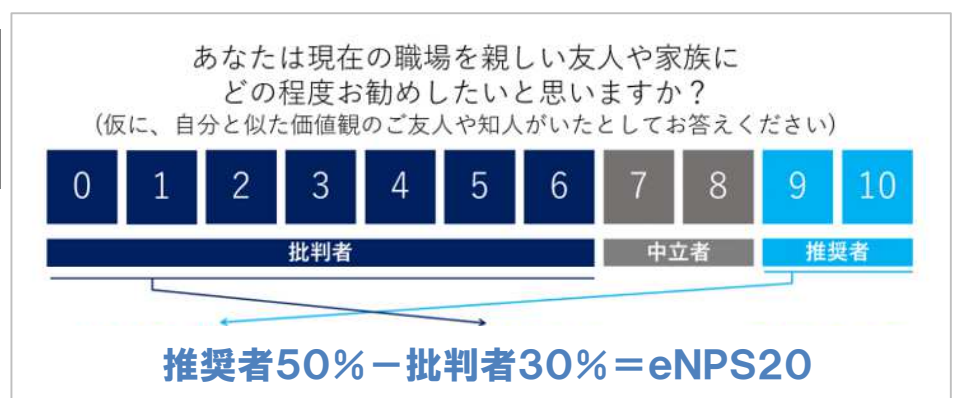 あなたは現在の職場を親しい友人や家族に
どの程度お勧めしたいと思いますか？
(仮に、自分と似た価値観のご友人や知人がいたとしてお答えください)
0 1 2 3 4 5 6 7 8 9 10
批判者 中立者 推奨者
推奨者50%－批判者30%＝eNPS20